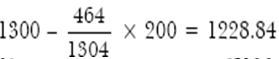 1300 – 464/1304 × 200 = 1228.84